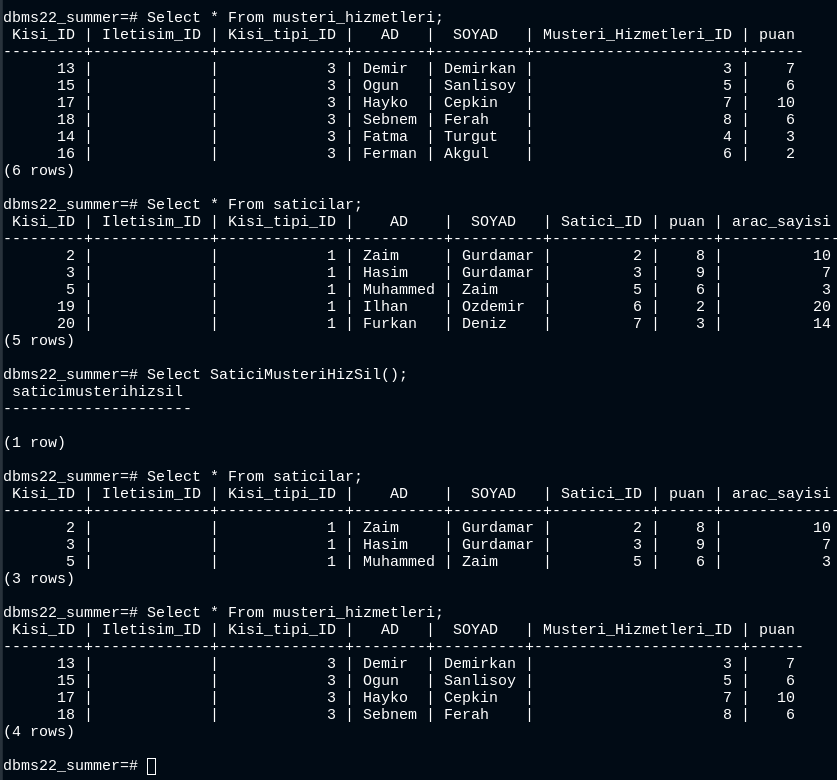 dbms22_summer=# Select * From musteri_hizmetleri;
 Kisi_ID | Iletisim_ID | Kisi_tipi_ID |   AD   |  SOYAD   | Musteri_Hizmetleri_ID | puan
---------+-------------+--------------+--------+----------+-----------------------+------
      13 |             |            3 | Demir  | Demirkan |                     3 |    7
      15 |             |            3 | Ogun   | Sanlisoy |                     5 |    6
      17 |             |            3 | Hayko  | Cepkin   |                     7 |   10
      18 |             |            3 | Sebnem | Ferah    |                     8 |    6
      14 |             |            3 | Fatma  | Turgut   |                     4 |    3
      16 |             |            3 | Ferman | Akgul    |                     6 |    2
(6 rows)

dbms22_summer=# Select * From saticilar;
 Kisi_ID | Iletisim_ID | Kisi_tipi_ID |    AD    |  SOYAD   | Satici_ID | puan | arac_sayisi
---------+-------------+--------------+----------+----------+-----------+------+-------------
       2 |             |            1 | Zaim     | Gurdamar |         2 |    8 |          10
       3 |             |            1 | Hasim    | Gurdamar |         3 |    9 |           7
       5 |             |            1 | Muhammed | Zaim     |         5 |    6 |           3
      19 |             |            1 | Ilhan    | Ozdemir  |         6 |    2 |          20
      20 |             |            1 | Furkan   | Deniz    |         7 |    3 |          14
(5 rows)

dbms22_summer=# Select SaticiMusteriHizSil();
 saticimusterihizsil
---------------------

(1 row)

dbms22_summer=# Select * From saticilar;
 Kisi_ID | Iletisim_ID | Kisi_tipi_ID |    AD    |  SOYAD   | Satici_ID | puan | arac_sayisi
---------+-------------+--------------+----------+----------+-----------+------+-------------
       2 |             |            1 | Zaim     | Gurdamar |         2 |    8 |          10
       3 |             |            1 | Hasim    | Gurdamar |         3 |    9 |           7
       5 |             |            1 | Muhammed | Zaim     |         5 |    6 |           3
(3 rows)

dbms22_summer=# Select * From musteri_hizmetleri;
 Kisi_ID | Iletisim_ID | Kisi_tipi_ID |   AD   |  SOYAD   | Musteri_Hizmetleri_ID | puan
---------+-------------+--------------+--------+----------+-----------------------+------
      13 |             |            3 | Demir  | Demirkan |                     3 |    7
      15 |             |            3 | Ogun   | Sanlisoy |                     5 |    6
      17 |             |            3 | Hayko  | Cepkin   |                     7 |   10
      18 |             |            3 | Sebnem | Ferah    |                     8 |    6
(4 rows)

dbms22_summer=#